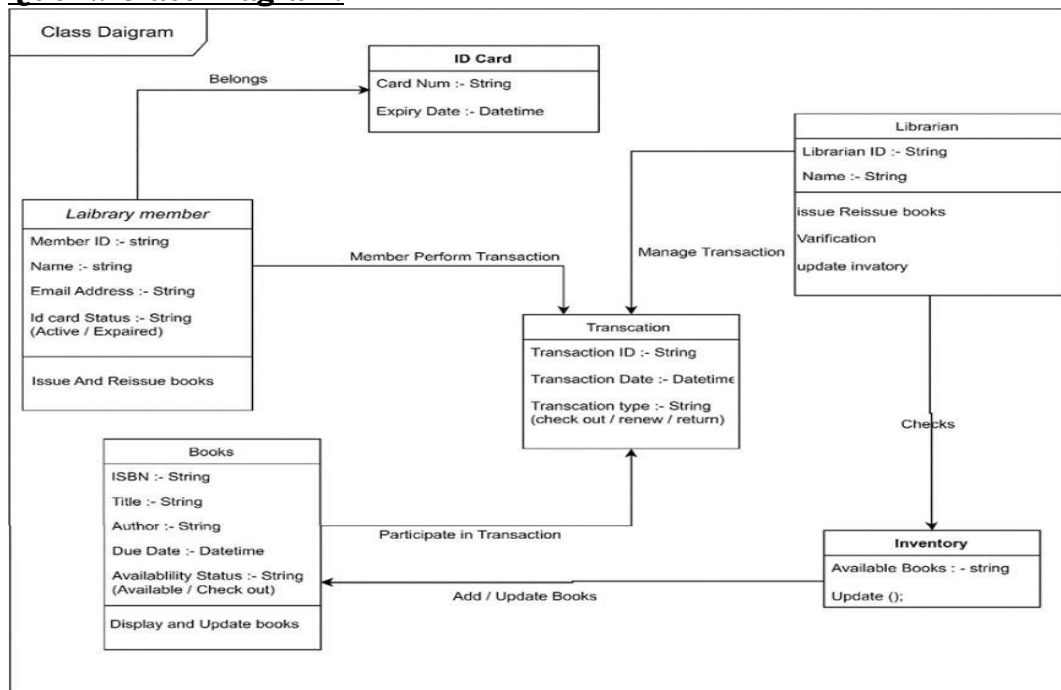 Class Daigram
ID Card
Card Num :- String
Expiry Date :- Datetime
Belongs
Librarian
Librarian ID :- String
Name :- String
issue Reissue books
Varification
update invatory
Laibrary member
Member ID :- string
Name :- string
Email Address :- String
Id card Status :- String
(Active / Expaired)
Issue And Reissue books
Member Perform Transaction
Manage Transaction
Transcation
Transaction ID :- String
Transaction Date :- Datetime
Transcation type :- String
(check out / renew / return)
Checks
Books
ISBN :- String
Title :- String
Author :- String
Due Date :- Datetime
Availablility Status :- String
(Available / Check out)
Display and Update books
Participate in Transaction
Add / Update Books
Inventory
Available Books : - string
Update ();